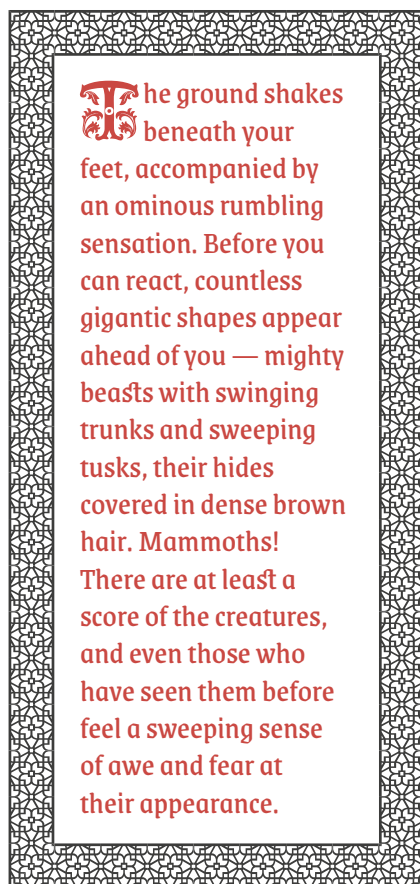 The ground shakes
beneath your
feet, accompanied by
an ominous rumbling
sensation. Before you
can react, countless
gigantic shapes appear
ahead of you — mighty
beasts with swinging
trunks and sweeping
tusks, their hides
covered in dense brown
hair. Mammoths!
There are at least a
score of the creatures,
and even those who
have seen them before
feel a sweeping sense
of awe and fear at
their appearance.